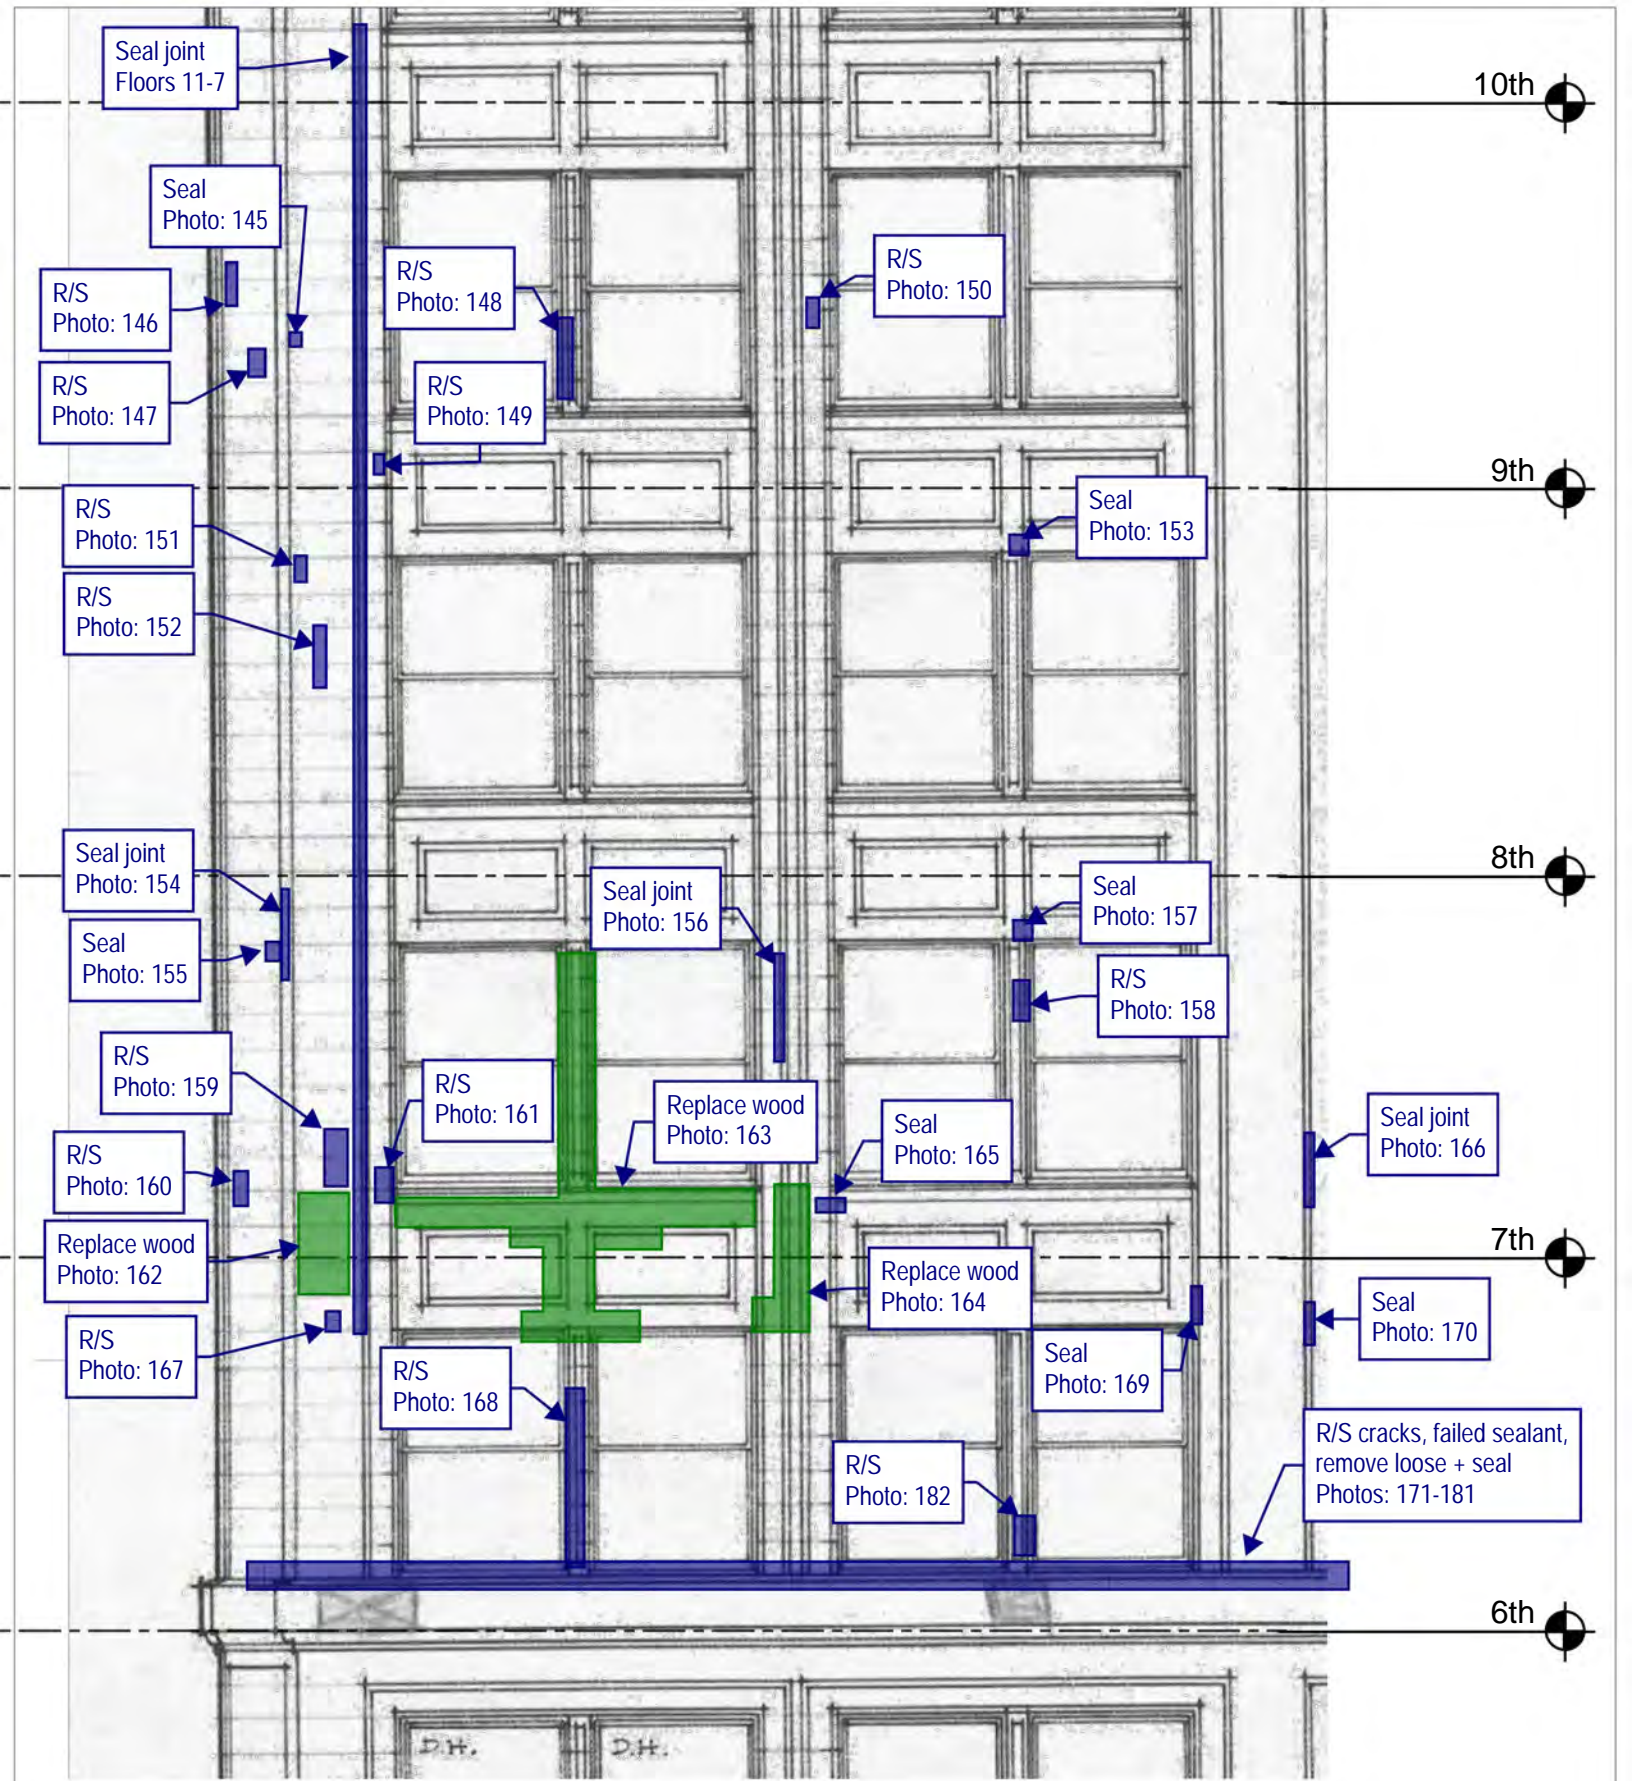 Seal joint
Floors 11-7
10th
Seal
Photo: 145
R/S
Photo: 146
R/S
Photo: 147
R/S
Photo: 148
R/S
Photo: 149
R/S
Photo: 150
9th
R/S
Photo: 151
R/S
Photo: 152
Seal
Photo: 153
8th
Seal joint
Photo: 154
Seal
Photo: 155
Seal joint
Photo: 156
Seal
Photo: 157
R/S
Photo: 158
R/S
Photo: 159
R/S
Photo: 160
R/S
Photo: 161
Replace wood
Photo: 162
Replace wood
Photo: 163
Replace wood
Photo: 164
Seal
Photo: 165
Seal joint
Photo: 166
7th
R/S
Photo: 167
R/S
Photo: 168
Seal
Photo: 169
Seal
Photo: 170
R/S cracks, failed sealant,
remove loose + seal
Photos: 171-181
R/S
Photo: 182
6th
D.H.
D.H.